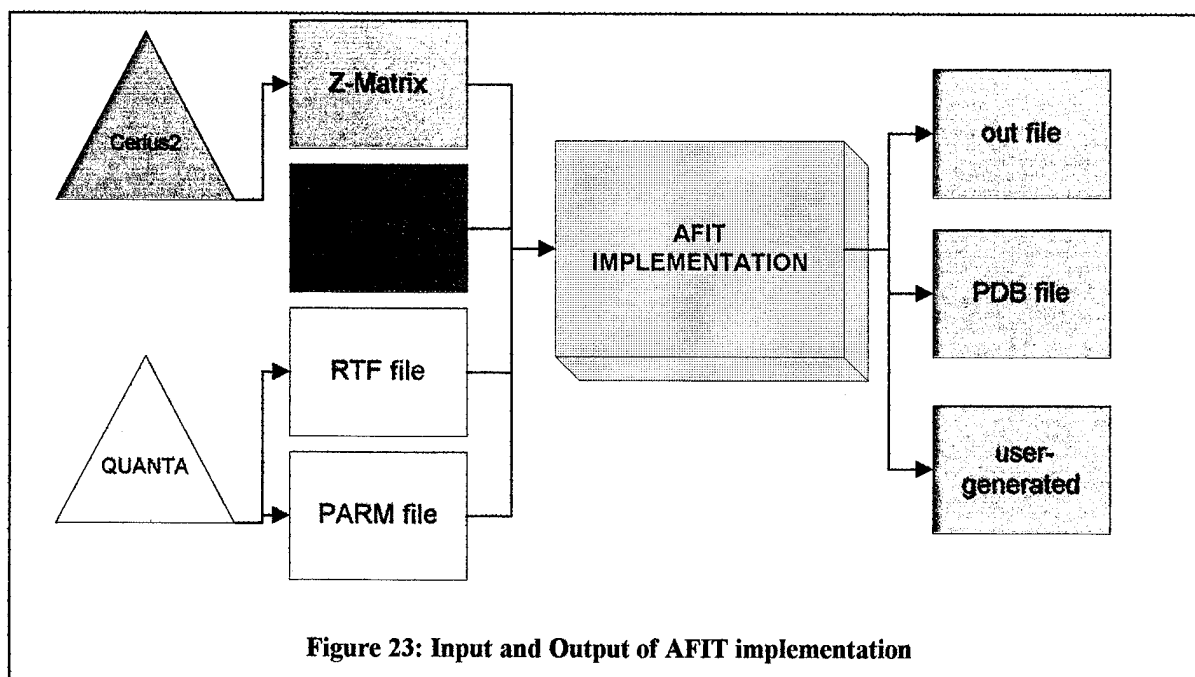 Cerius2
Z-Matrix
QUANTA
RTF file
PARM file
AFIT
IMPLEMENTATION
out file
PDB file
user-
generated
Figure 23: Input and Output of AFIT implementation